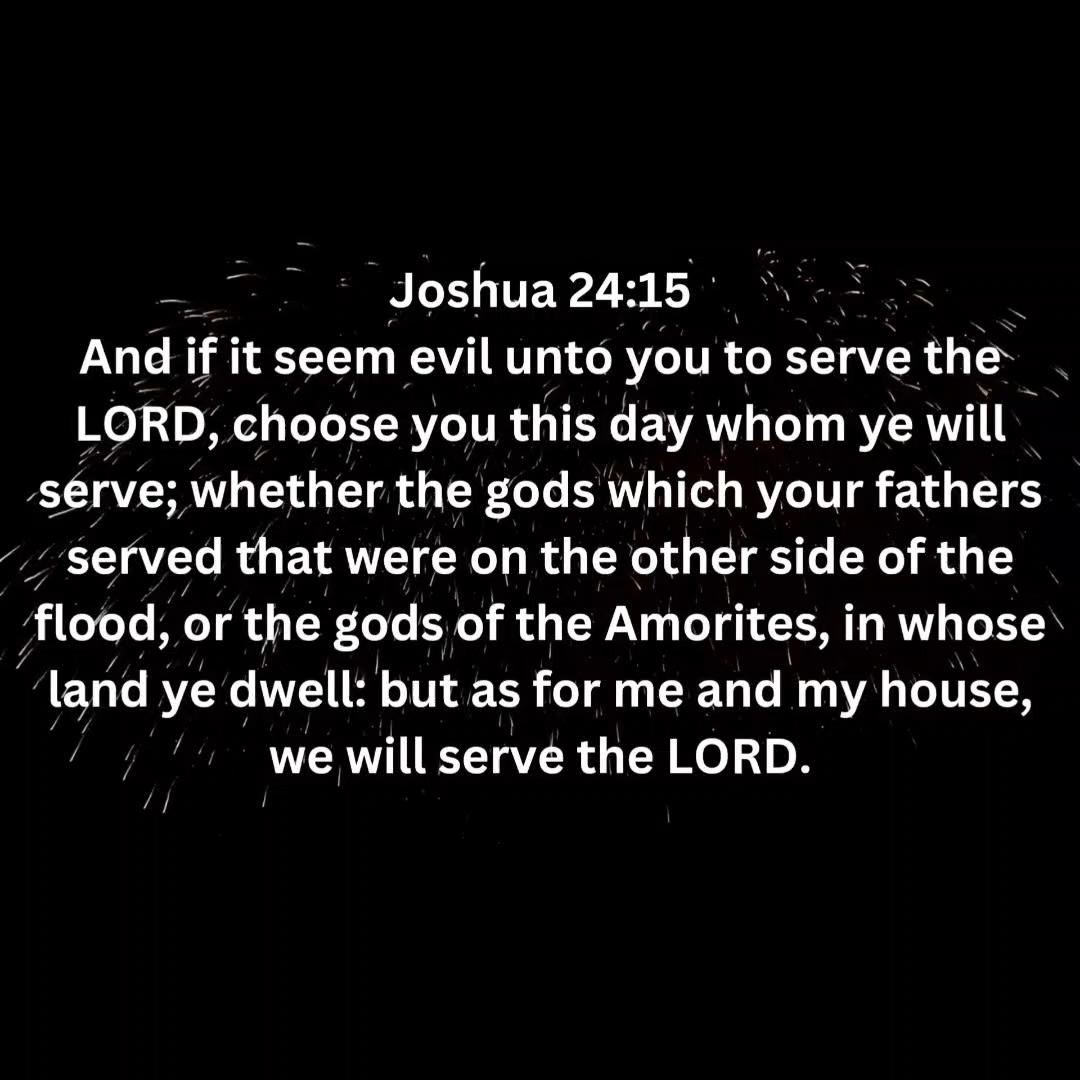 Joshua 24:15
And if it seem evil unto you to serve the
LORD, choose you this day whom ye will
serve; whether the gods which your fathers
served that were on the other side of the
flood, or the gods of the Amorites, in whose
land ye dwell: but as for me and my house,
we will serve the LORD.